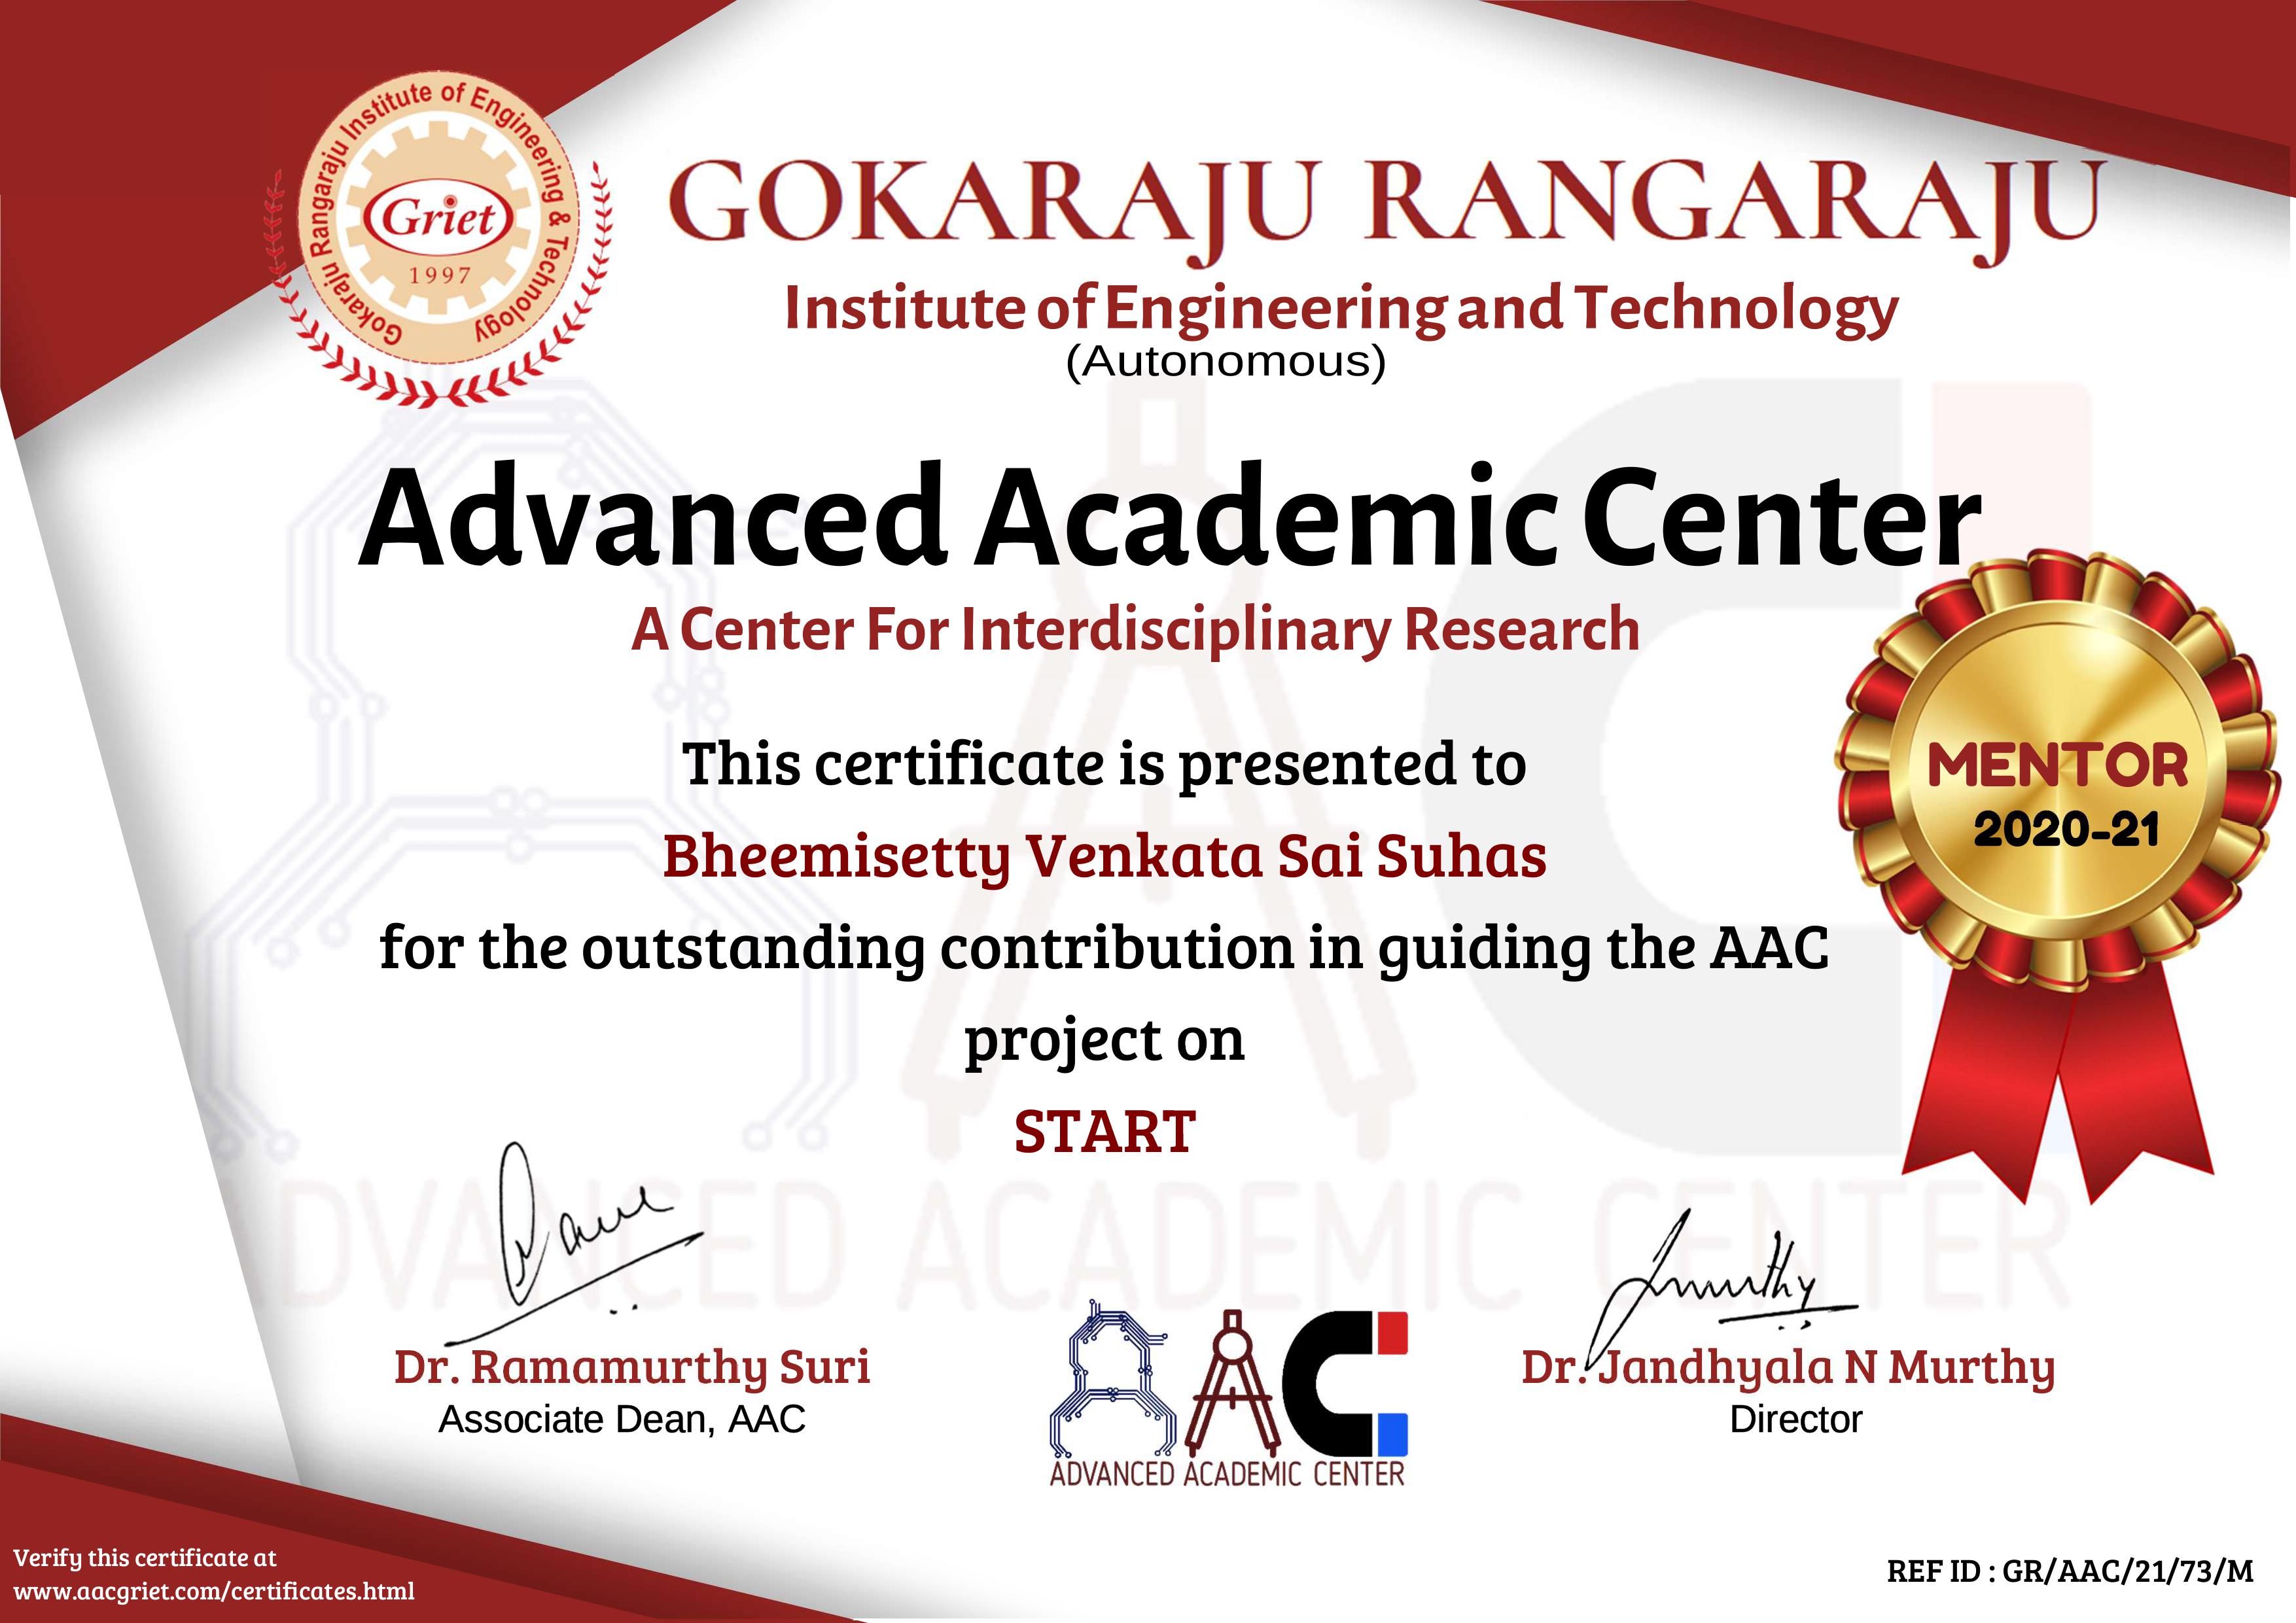 Gokaraju Rangaraju Institute of Engineering & Technology
Griet
1997
GOKARAJU RANGARAJU
Institute of Engineering and Technology
(Autonomous)
Advanced Academic Center
A Center For Interdisciplinary Research
This certificate is presented to
Bheemisetty Venkata Sai Suhas
for the outstanding contribution in guiding the AAC
project on
START
MENTOR
2020-21
Dr. Ramamurthy Suri
Associate Dean, AAC
AAC
ADVANCED ACADEMIC CENTER
Dr. Jandhyala N Murthy
Director
Verify this certificate at
www.aacgriet.com/certificates.html
REF ID : GR/AAC/21/73/M